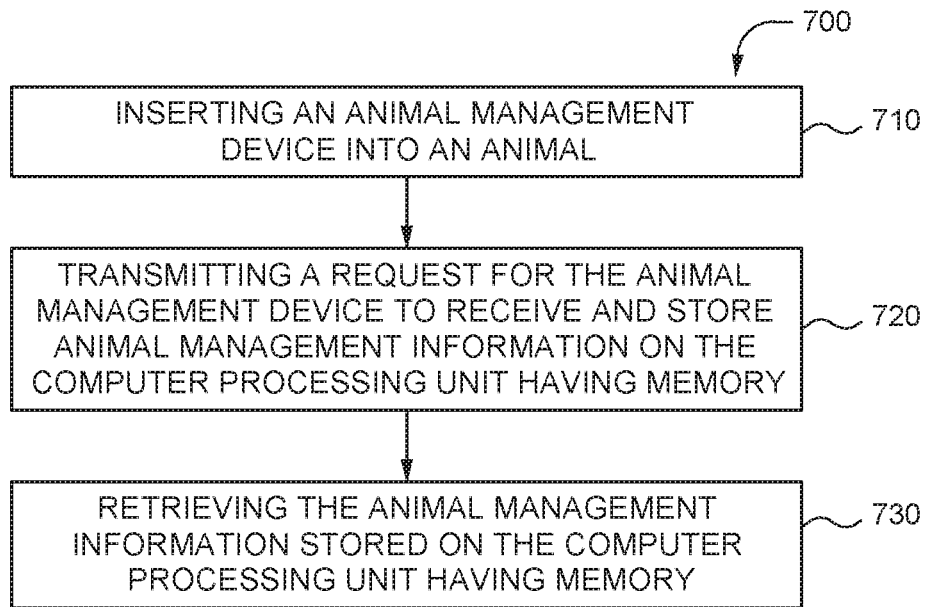 700
INSERTING AN ANIMAL MANAGEMENT
DEVICE INTO AN ANIMAL
710
TRANSMITTING A REQUEST FOR THE ANIMAL
MANAGEMENT DEVICE TO RECEIVE AND STORE
ANIMAL MANAGEMENT INFORMATION ON THE
COMPUTER PROCESSING UNIT HAVING MEMORY
720
RETRIEVING THE ANIMAL MANAGEMENT
INFORMATION STORED ON THE COMPUTER
PROCESSING UNIT HAVING MEMORY
730